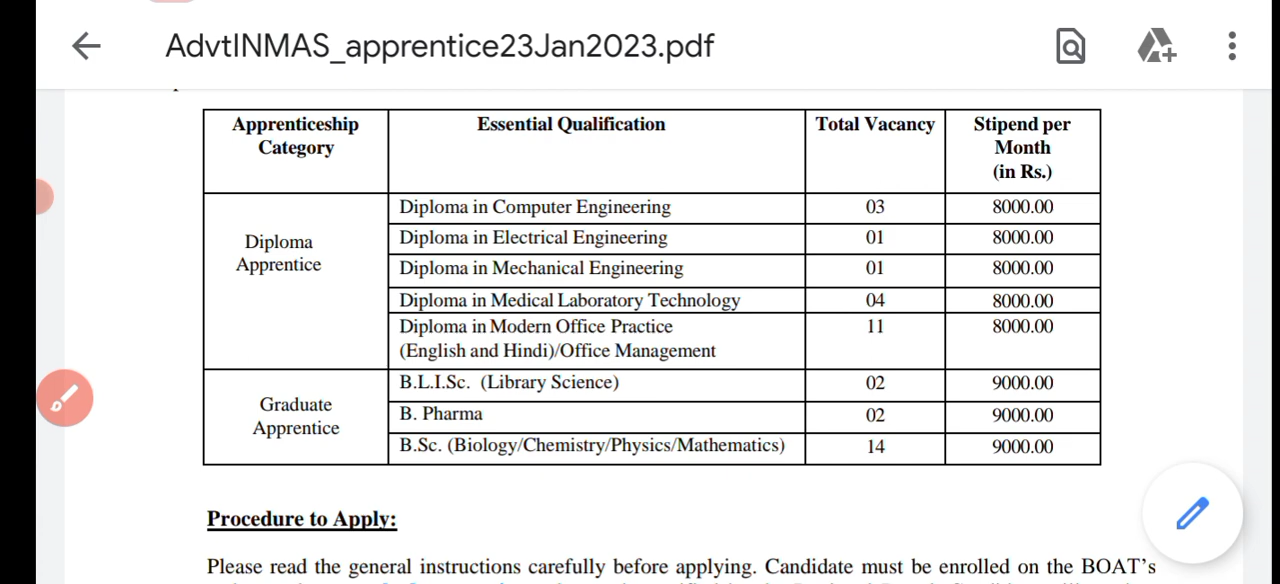 AdvtINMAS_apprentice23Jan2023.pdf
Apprenticeship Category
Essential Qualification
Total Vacancy
Stipend per Month (in Rs.)
Diploma Apprentice
Diploma in Computer Engineering 03 8000.00
Diploma in Electrical Engineering 01 8000.00
Diploma in Mechanical Engineering 01 8000.00
Diploma in Medical Laboratory Technology 04 8000.00
Diploma in Modern Office Practice 11 8000.00
(English and Hindi)/Office Management
Graduate Apprentice
B.L.I.Sc. (Library Science) 02 9000.00
B. Pharma 02 9000.00
B.Sc. (Biology/Chemistry/Physics/Mathematics) 14 9000.00
Procedure to Apply:
Please read the general instructions carefully before applying. Candidate must be enrolled on the BOAT's